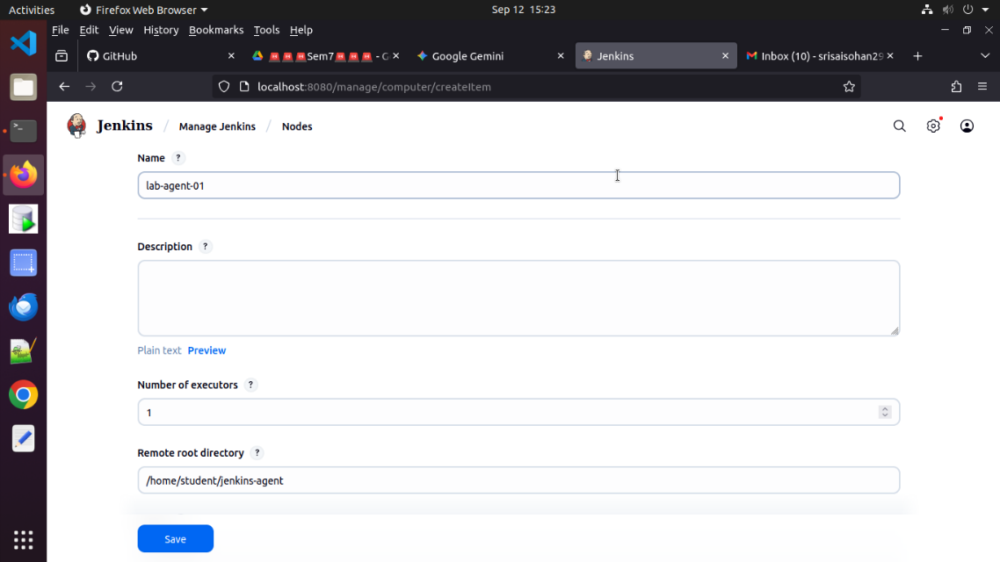 Activities Firefox Web Browser Sep 12 15:23
File Edit View History Bookmarks Tools Help
GitHub Sem7 - G Google Gemini Jenkins Inbox (10) - srisaisohan29
localhost:8080/manage/computer/createItem
Jenkins / Manage Jenkins / Nodes
Name ?
lab-agent-01
Description ?
Plain text Preview
Number of executors ?
1
Remote root directory ?
/home/student/jenkins-agent
Save